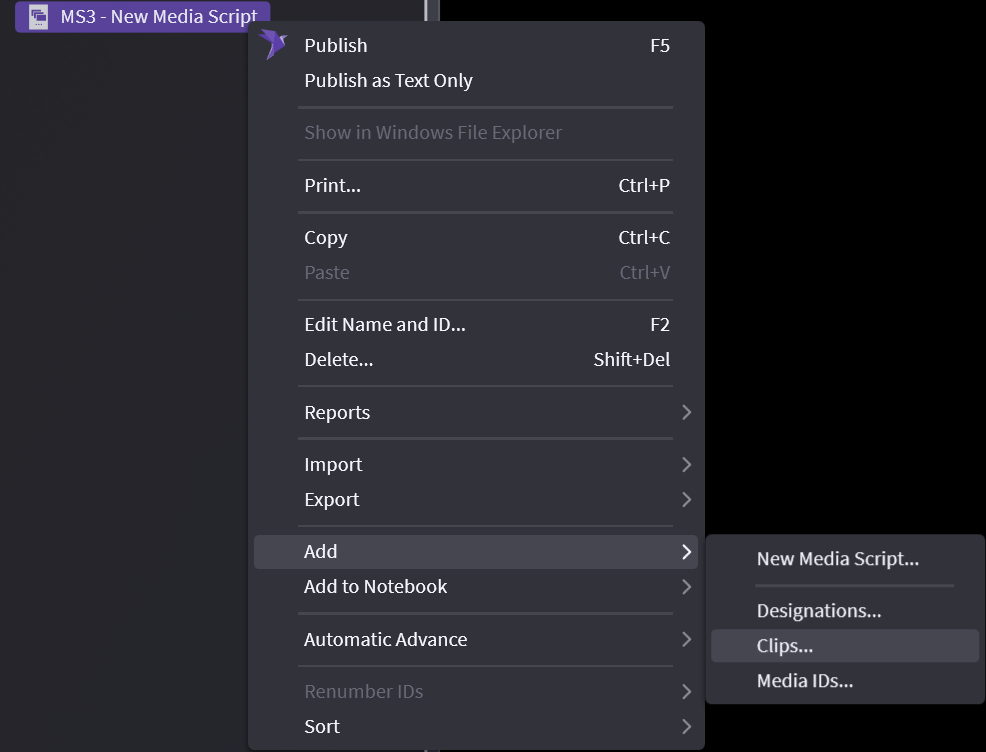 MS3 - New Media Script
Publish F5
Publish as Text Only
Show in Windows File Explorer
Print... Ctrl+P
Copy Ctrl+C
Paste Ctrl+V
Edit Name and ID... F2
Delete... Shift+Del
Reports
Import
Export
Add
Add to Notebook
Automatic Advance
Renumber IDs
Sort
New Media Script...
Designations...
Clips...
Media IDs...